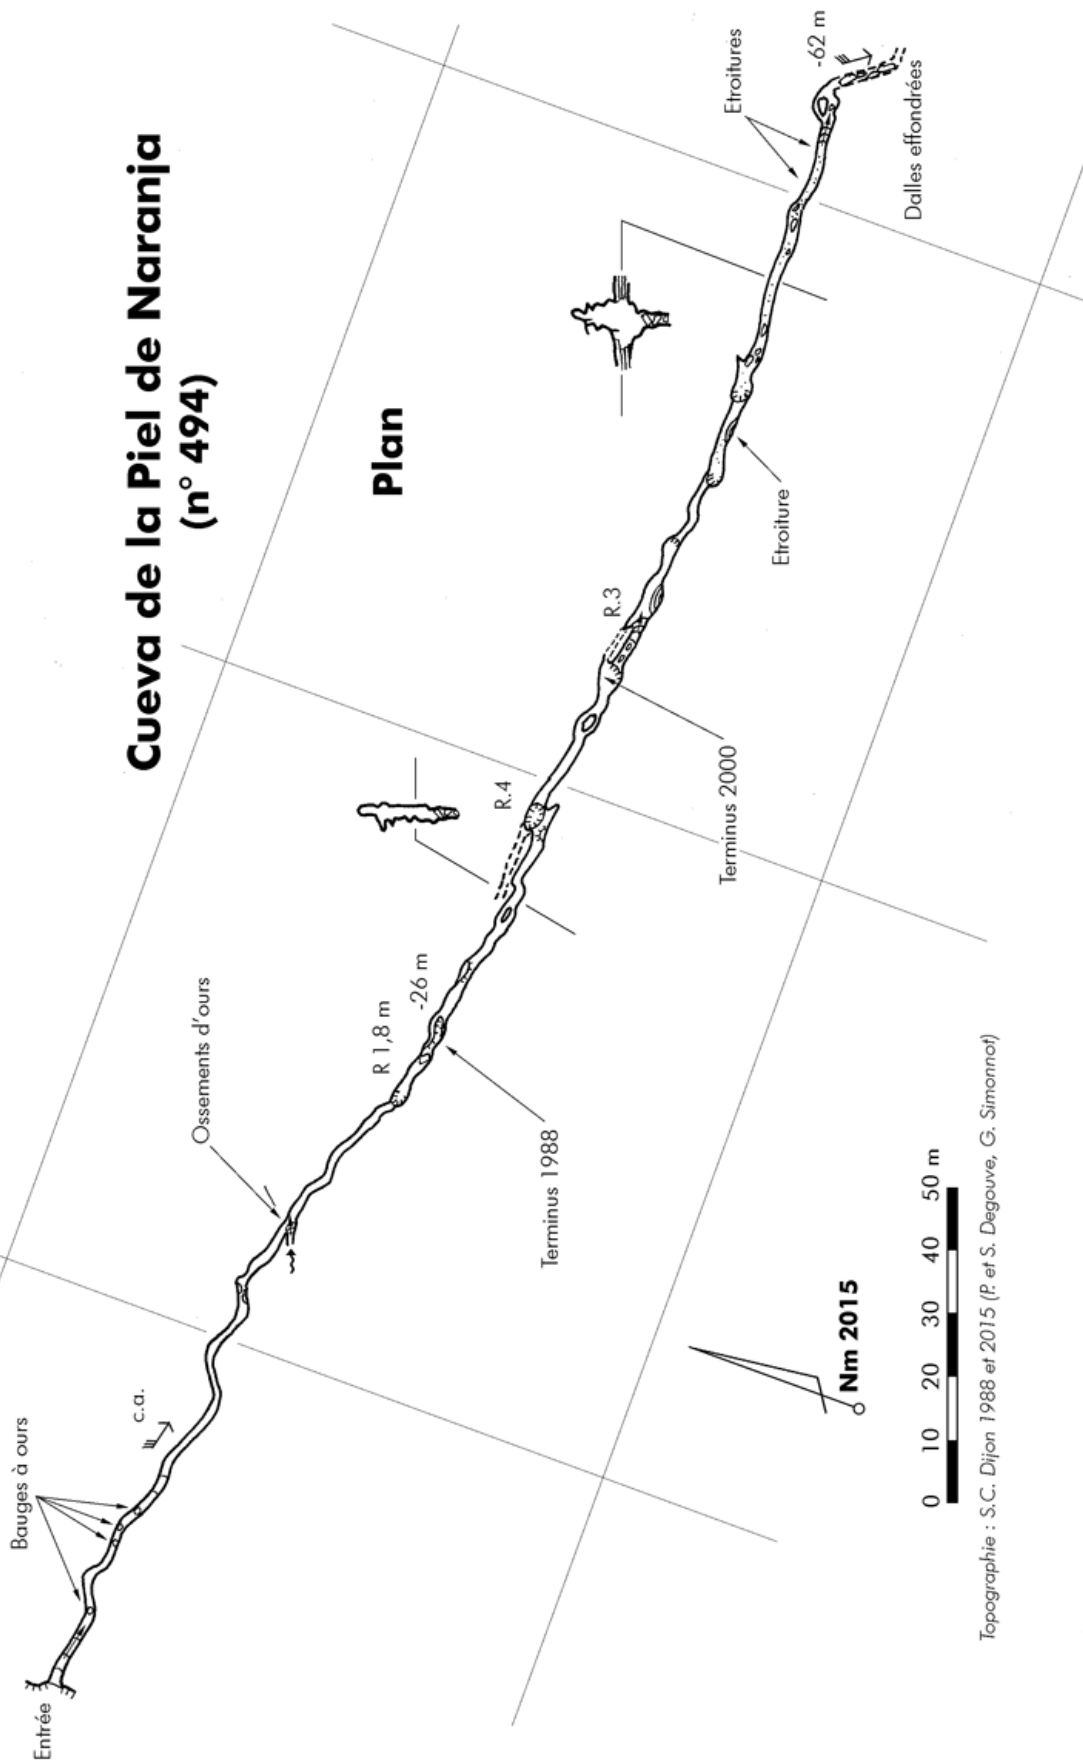 Cueva de la Piel de Naranja
(n° 494)
Plan
Entrée
Bauges à ours
c.a.
Ossements d'ours
R 1,8 m
-26 m
Terminus 1988
R.4
Terminus 2000
R.3
Etroiture
Etroitures
-62 m
Dalles effondrées
Nm 2015
0 10 20 30 40 50 m
Topographie : S.C. Dijon 1988 et 2015 (P. et S. Degouve, G. Simonnot)